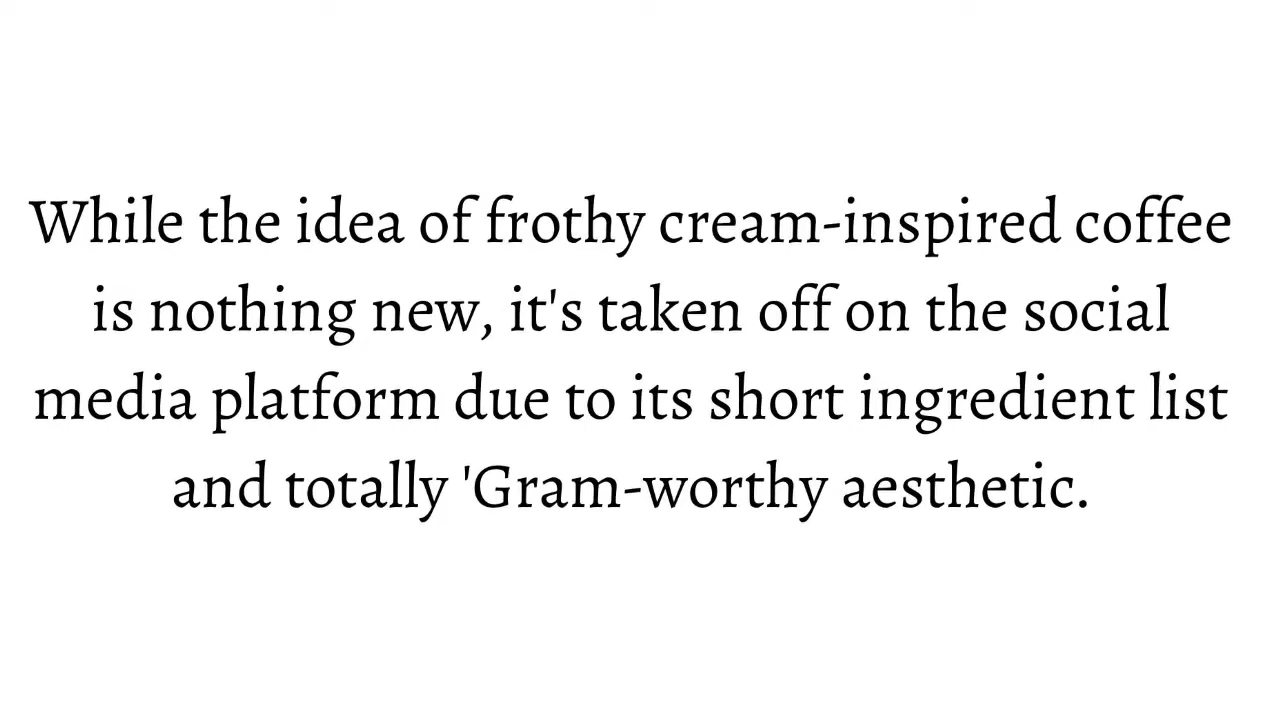 While the idea of frothy cream-inspired coffee
is nothing new, it's taken off on the social
media platform due to its short ingredient list
and totally 'Gram-worthy aesthetic.